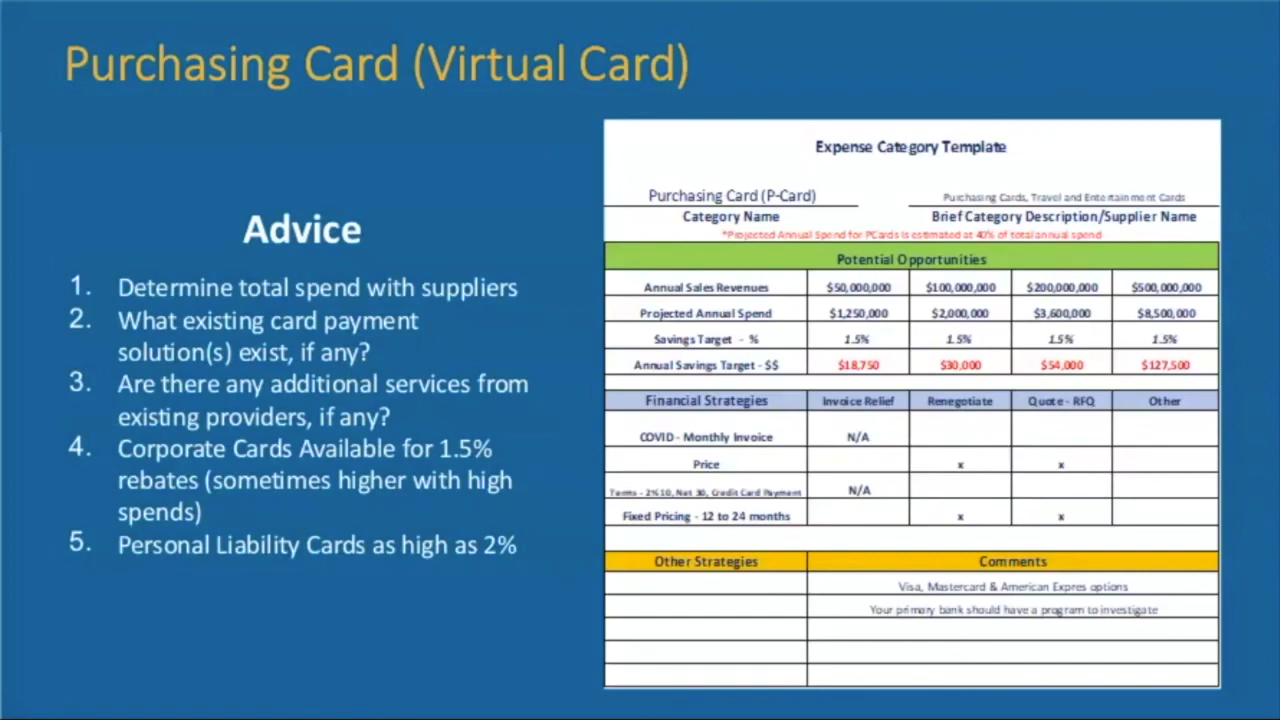 Purchasing Card (Virtual Card)
Advice
1. Determine total spend with suppliers
2. What existing card payment
solution(s) exist, if any?
3. Are there any additional services from
existing providers, if any?
4. Corporate Cards Available for 1.5%
rebates (sometimes higher with high
spends)
5. Personal Liability Cards as high as 2%
Expense Category Template
Purchasing Card (P-Card) Purchasing Cards, Travel and Entertainment Cards
Category Name Brief Category Description/Supplier Name
*Projected Annual Spend for PCards is estimated at 40% of total annual spend
Potential Opportunities
Annual Sales Revenues $50,000,000 $100,000,000 $200,000,000 $500,000,000
Projected Annual Spend $1,250,000 $2,000,000 $3,600,000 $8,500,000
Savings Target - % 1.5% 1.5% 1.5% 1.5%
Annual Savings Target - $$ $18,750 $30,000 $54,000 $127,500
Financial Strategies Invoice Relief Renegotiate Quote - RFQ Other
COVID - Monthly Invoice N/A
Price x x
Terms - 2% 10, Net 30, Credit Card Payment N/A
Fixed Pricing - 12 to 24 months x x
Other Strategies Comments
Visa, Mastercard & American Expres options
Your primary bank should have a program to investigate